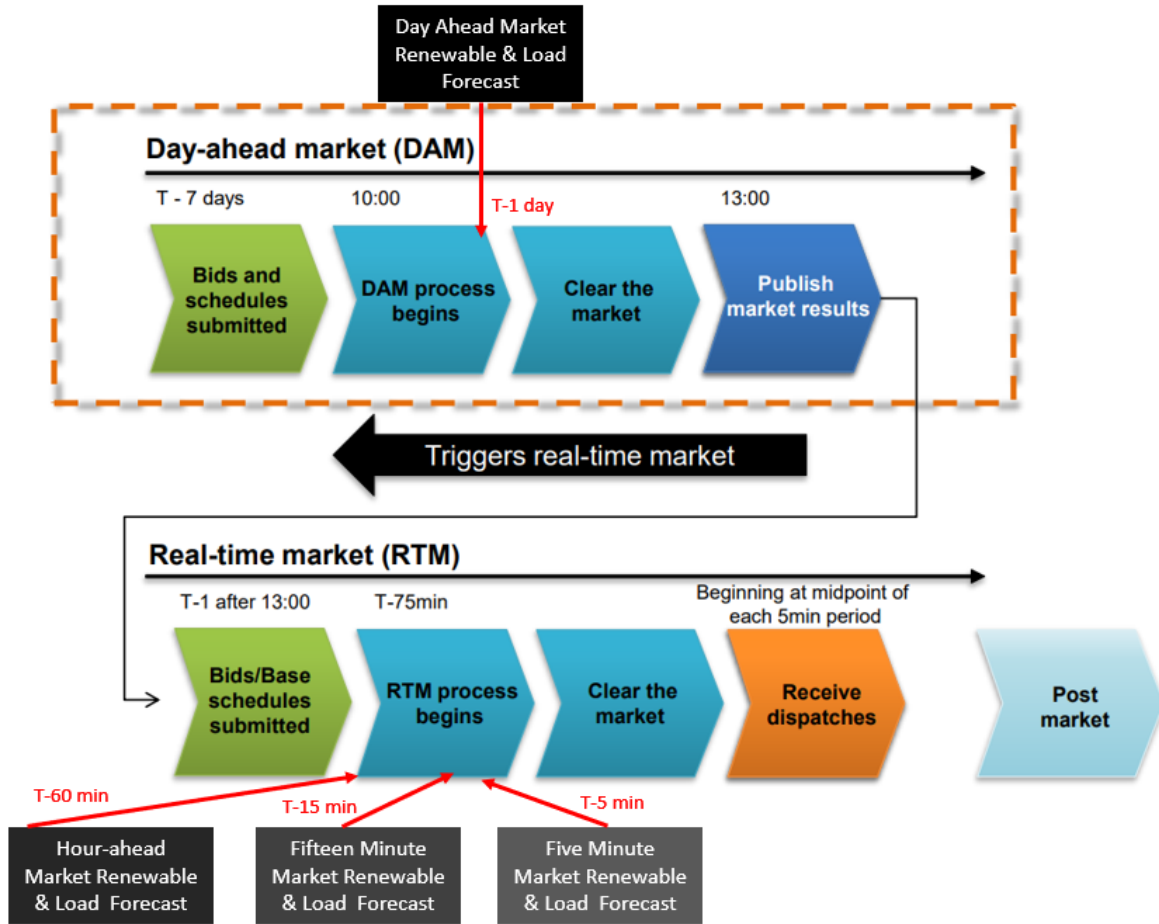 Day Ahead Market
Renewable & Load
Forecast
Day-ahead market (DAM)
T - 7 days
10:00
T-1 day
13:00
Bids and
schedules
submitted
DAM process
begins
Clear the
market
Publish
market results
Triggers real-time market
Real-time market (RTM)
T-1 after 13:00
T-75min
Beginning at midpoint of
each 5min period
Bids/Base
schedules
submitted
RTM process
begins
Clear the
market
Receive
dispatches
Post
market
T-60 min
T-15 min
T-5 min
Hour-ahead
Market Renewable
& Load Forecast
Fifteen Minute
Market Renewable
& Load Forecast
Five Minute
Market Renewable
& Load Forecast